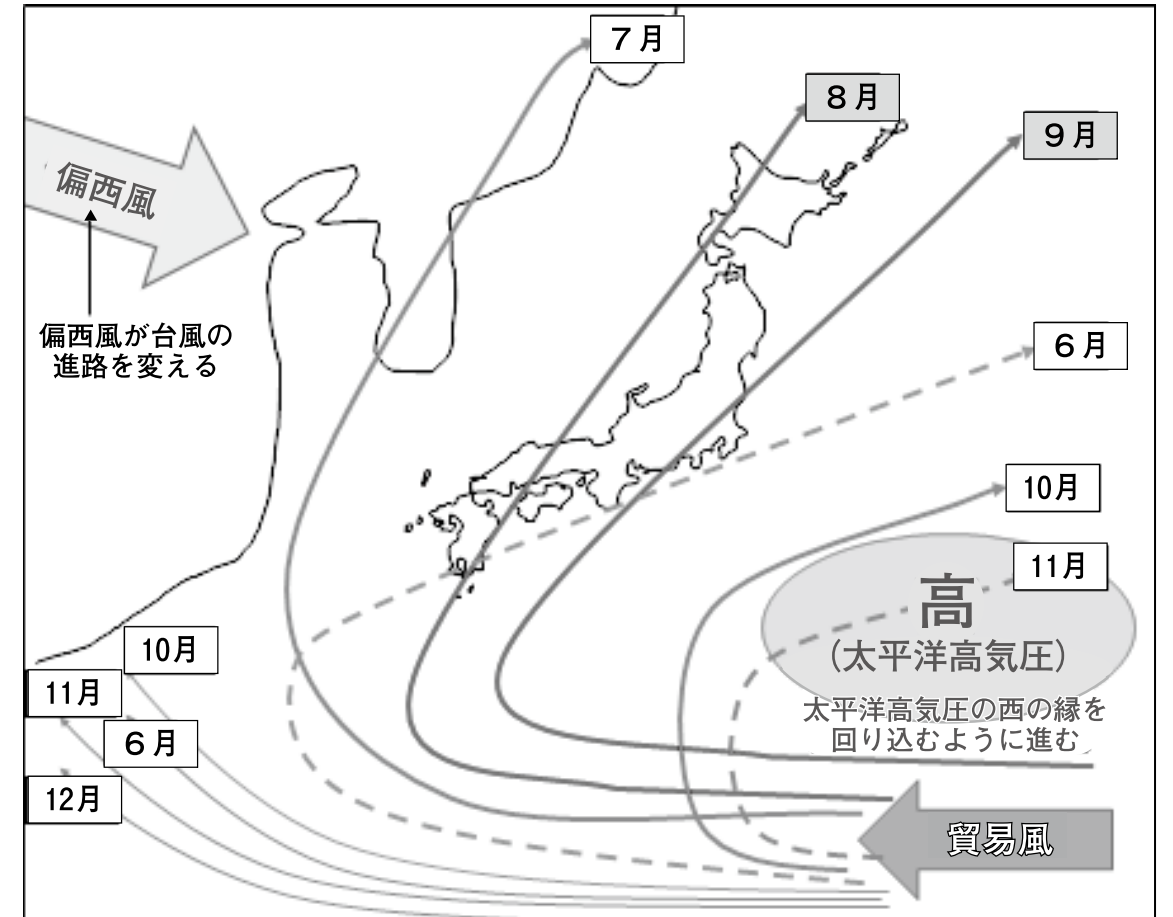 ７月
８月
９月
偏西風
偏西風が台風の
進路を変える
６月
10月
11月
高
（太平洋高気圧）
太平洋高気圧の西の縁を
回り込むように進む
10月
11月
６月
12月
貿易風